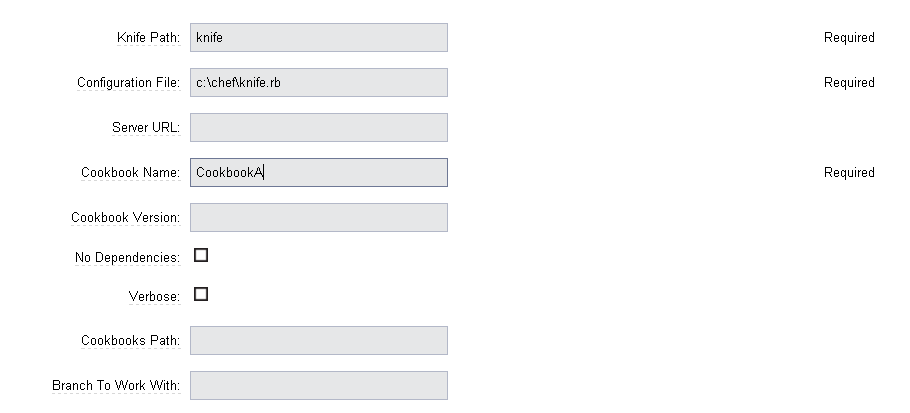 Knife Path: knife Required
Configuration File: c:\chef\knife.rb Required
Server URL:
Cookbook Name: CookbookA Required
Cookbook Version:
No Dependencies:
Verbose:
Cookbooks Path:
Branch To Work With: